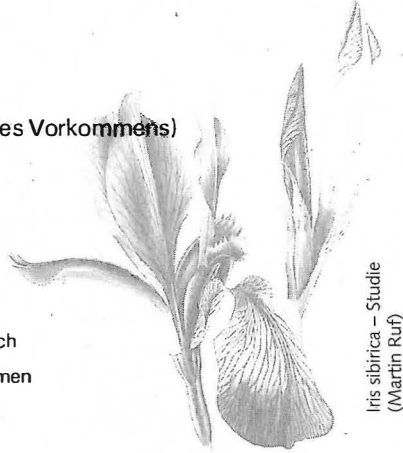 es Vorkommens)
ch
men
Iris sibirica – Studie
(Martin Ruf)